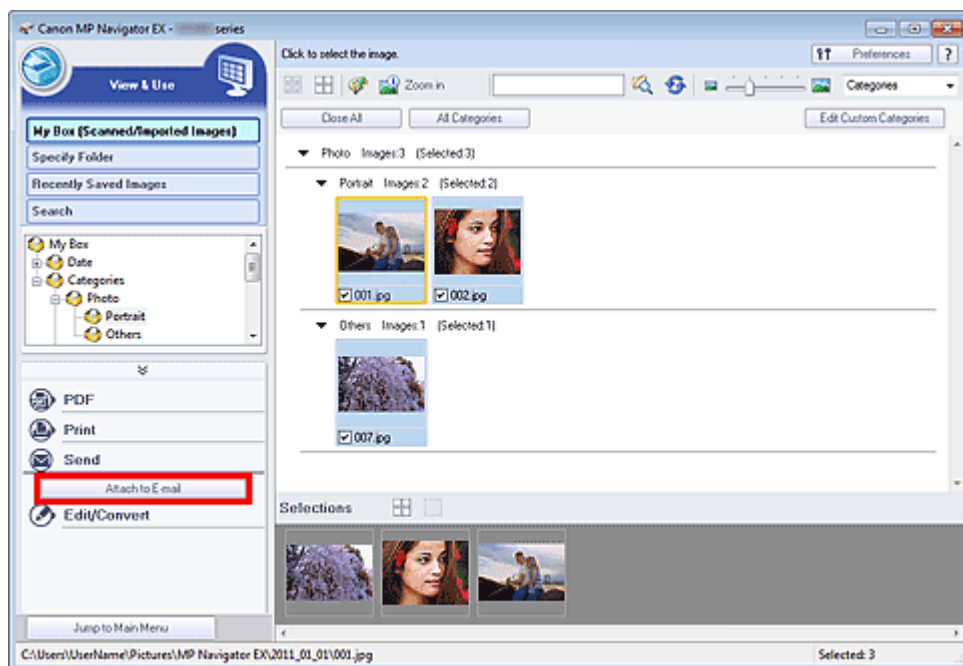 Canon MP Navigator EX - series
View & Use
Click to select the image.
Preferences
?
Zoom in
Categories
My Box (Scanned/Imported Images)
Specify Folder
Recently Saved Images
Search
My Box
Date
Categories
Photo
Portrait
Others
PDF
Print
Send
Attach to E-mail
Edit/Convert
Jump to Main Menu
Close All
All Categories
Edit Custom Categories
Photo Images:3 (Selected:3)
Portrait Images:2 (Selected:2)
001.jpg
002.jpg
Others Images:1 (Selected:1)
007.jpg
Selections
C:\Users\UserName\Pictures\MP Navigator EX\2011_01_01\001.jpg
Selected: 3